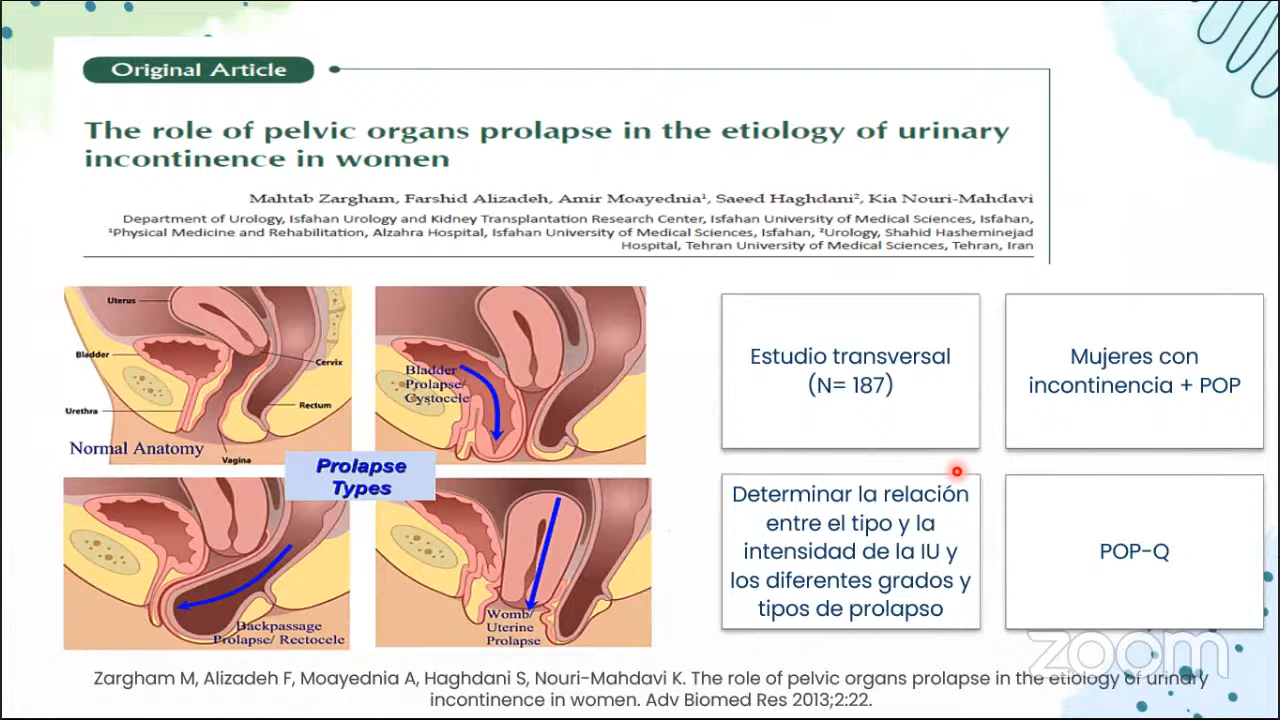 Original Article
The role of pelvic organs prolapse in the etiology of urinary
incontinence in women
Mahtab Zargham, Farshid Alizadeh, Amir Moayednia¹, Saeed Haghdani², Kia Nouri-Mahdavi
Department of Urology, Isfahan Urology and Kidney Transplantation Research Center, Isfahan University of Medical Sciences, Isfahan,
¹Physical Medicine and Rehabilitation, Alzahra Hospital, Isfahan University of Medical Sciences, Isfahan, ²Urology, Shahid Hasheminejad
Hospital, Tehran University of Medical Sciences, Tehran, Iran
Uterus
Bladder
Cervix
Urethra
Rectum
Normal Anatomy
Vagina
Bladder
Prolapse/
Cystocele
Prolapse
Types
Backpassage
Prolapse/ Rectocele
Womb/
Uterine
Prolapse
Estudio transversal
(N= 187)
Mujeres con
incontinencia + POP
Determinar la relación
entre el tipo y la
intensidad de la IU y
los diferentes grados y
tipos de prolapso
POP-Q
zoom
Zargham M, Alizadeh F, Moayednia A, Haghdani S, Nouri-Mahdavi K. The role of pelvic organs prolapse in the etiology of urinary
incontinence in women. Adv Biomed Res 2013;2:22.